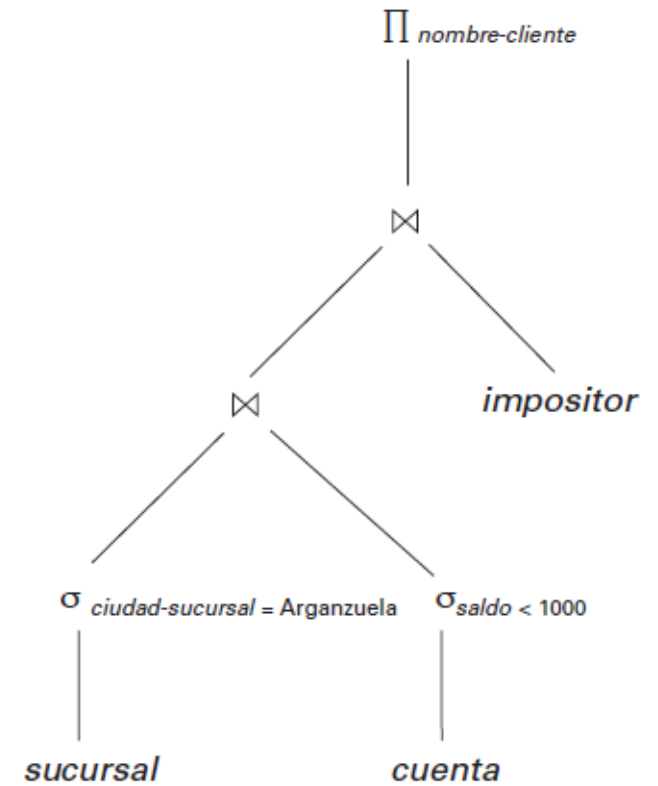 ∏ nombre-cliente
⋈
⋈
impositor
σ ciudad-sucursal = Arganzuela
σ saldo < 1000
sucursal
cuenta